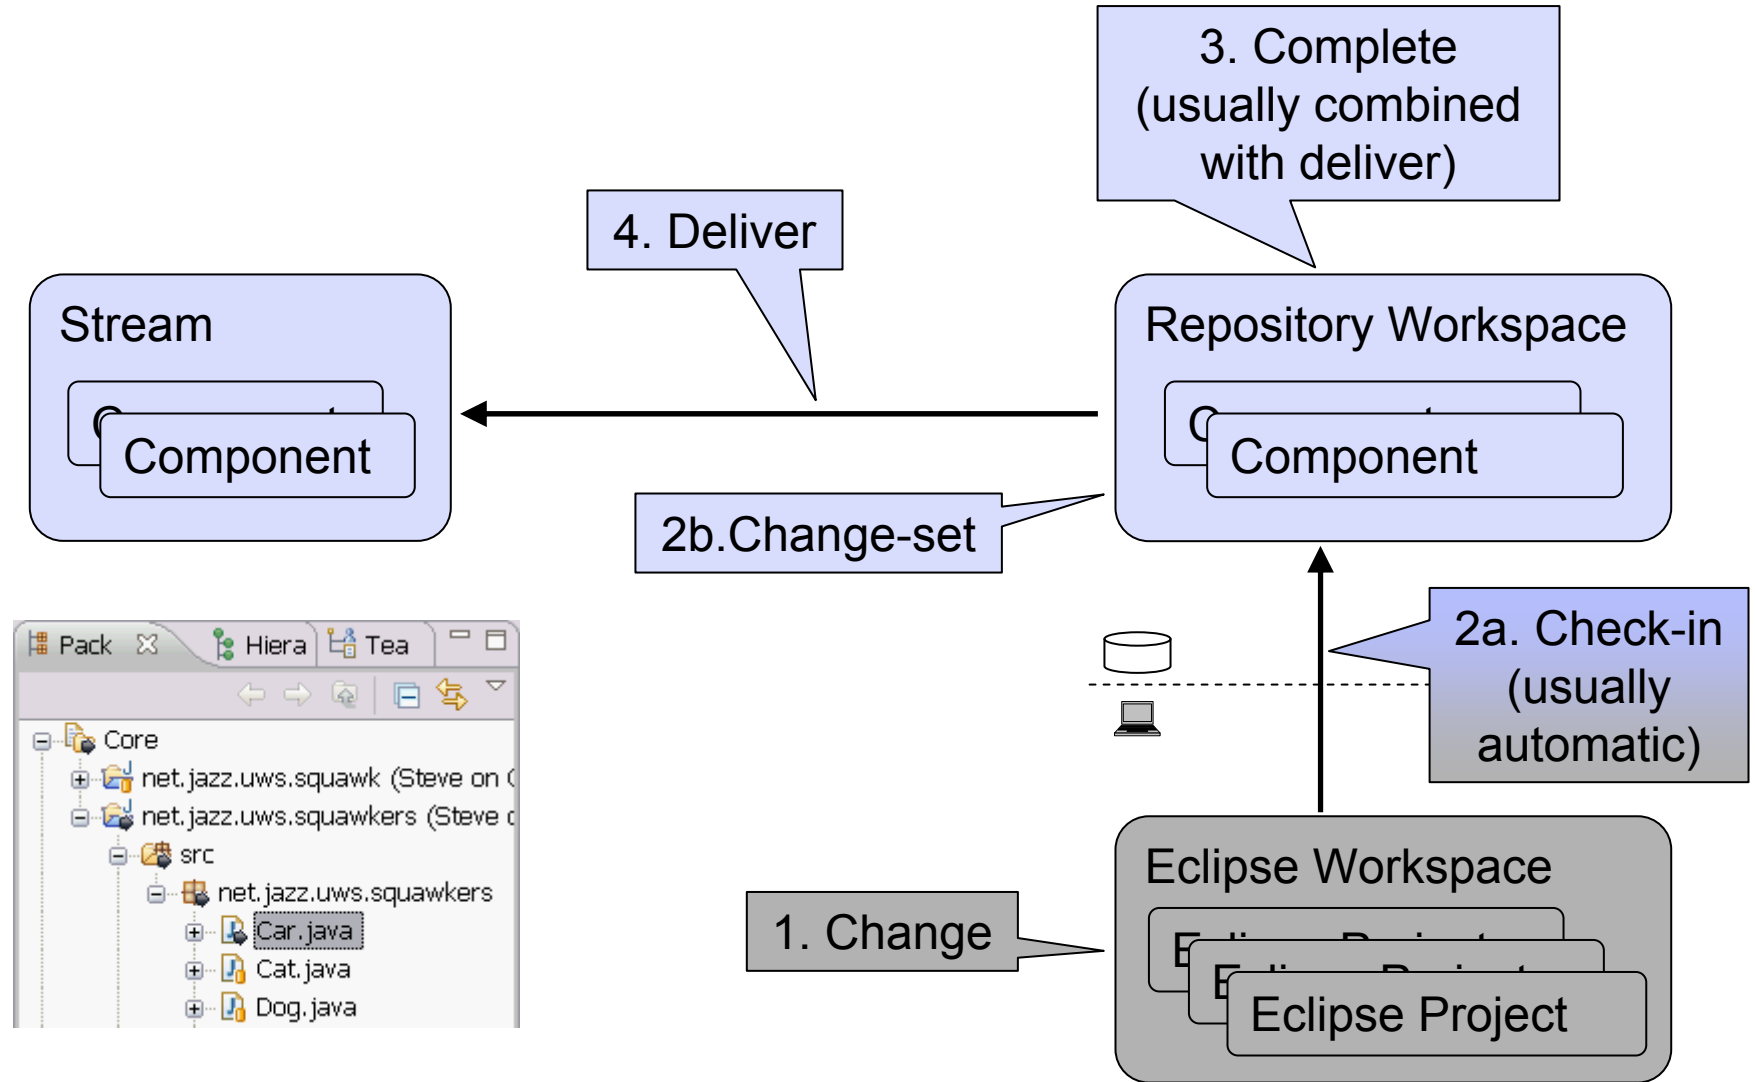 3. Complete
(usually combined
with deliver)
4. Deliver
Stream
Component
Repository Workspace
Component
2b.Change-set
2a. Check-in
(usually
automatic)
Pack
Hiera
Tea
Core
net.jazz.uws.squawk (Steve on
net.jazz.uws.squawkers (Steve
src
net.jazz.uws.squawkers
Car.java
Cat.java
Dog.java
1. Change
Eclipse Workspace
Eclipse Project